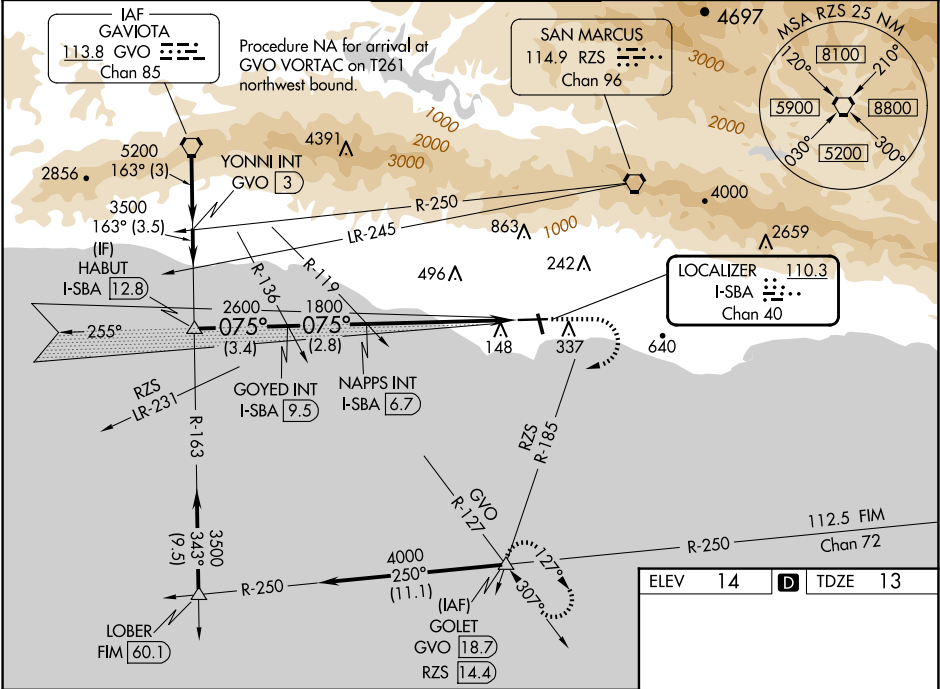 IAF
GAVIOTA
113.8 GVO
Chan 85
Procedure NA for arrival at
GVO VORTAC on T261
northwest bound.
SAN MARCUS
114.9 RZS
Chan 96
4697
3000
MSA RZS 25 NM
120°
8100
210°
5900
8800
030°
5200
300°
1000
2000
3000
2000
4391
5200
163° (3)
2856
YONNI INT
GVO 3
R-250
4000
3500
163° (3.5)
LR-245
863
1000
2659
(IF)
HABUT
I-SBA 12.8
R-136
R-119
496
242
LOCALIZER 110.3
I-SBA
Chan 40
2600
1800
255°
075°
075°
(3.4)
(2.8)
148
337
640
GOYED INT
I-SBA 9.5
NAPPS INT
I-SBA 6.7
RZS
LR-231
R-163
RZS
R-185
GVO
R-127
112.5 FIM
Chan 72
R-250
3500
343°
(9.5)
4000
250°
(11.1)
R-250
127°
307°
LOBER
FIM 60.1
(IAF)
GOLET
GVO 18.7
RZS 14.4
ELEV 14 D TDZE 13